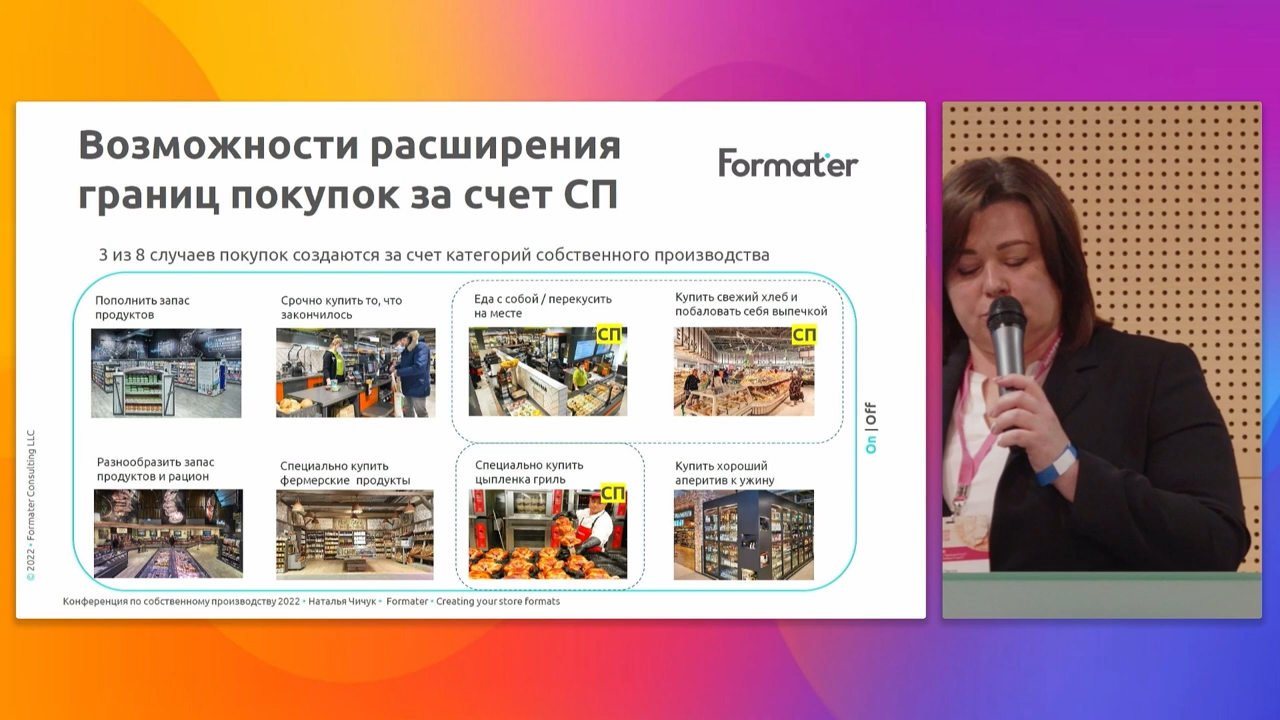 Возможности расширения
границ покупок за счет СП
Formater
3 из 8 случаев покупок создаются за счет категорий собственного производства
Пополнить запас
продуктов
Срочно купить то, что
закончилось
Еда с собой / перекусить
на месте
СП
Купить свежий хлеб и
побаловать себя выпечкой
СП
Разнообразить запас
продуктов и рацион
Специально купить
фермерские продукты
Специально купить
цыпленка гриль
СП
Купить хороший
аперитив к ужину
On | Off
© 2022 • Formater Consulting LLC
Конференция по собственному производству 2022 • Наталья Чичук • Formater • Creating your store formats